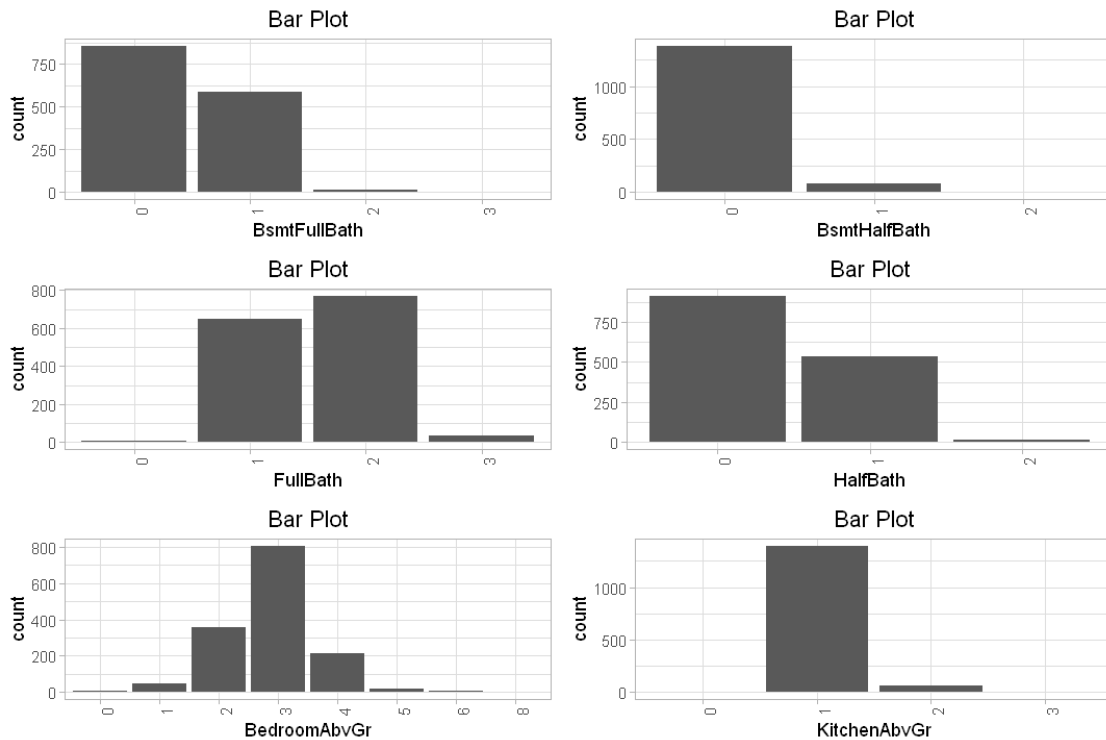 Bar Plot
count
750
500
250
0
0 1 2 3
BsmtFullBath
Bar Plot
count
1000
500
0
0 1 2
BsmtHalfBath
Bar Plot
count
800
600
400
200
0
0 1 2 3
FullBath
Bar Plot
count
750
500
250
0
0 1 2
HalfBath
Bar Plot
count
800
600
400
200
0
0 1 2 3 4 5 6 8
BedroomAbvGr
Bar Plot
count
1000
500
0
0 1 2 3
KitchenAbvGr